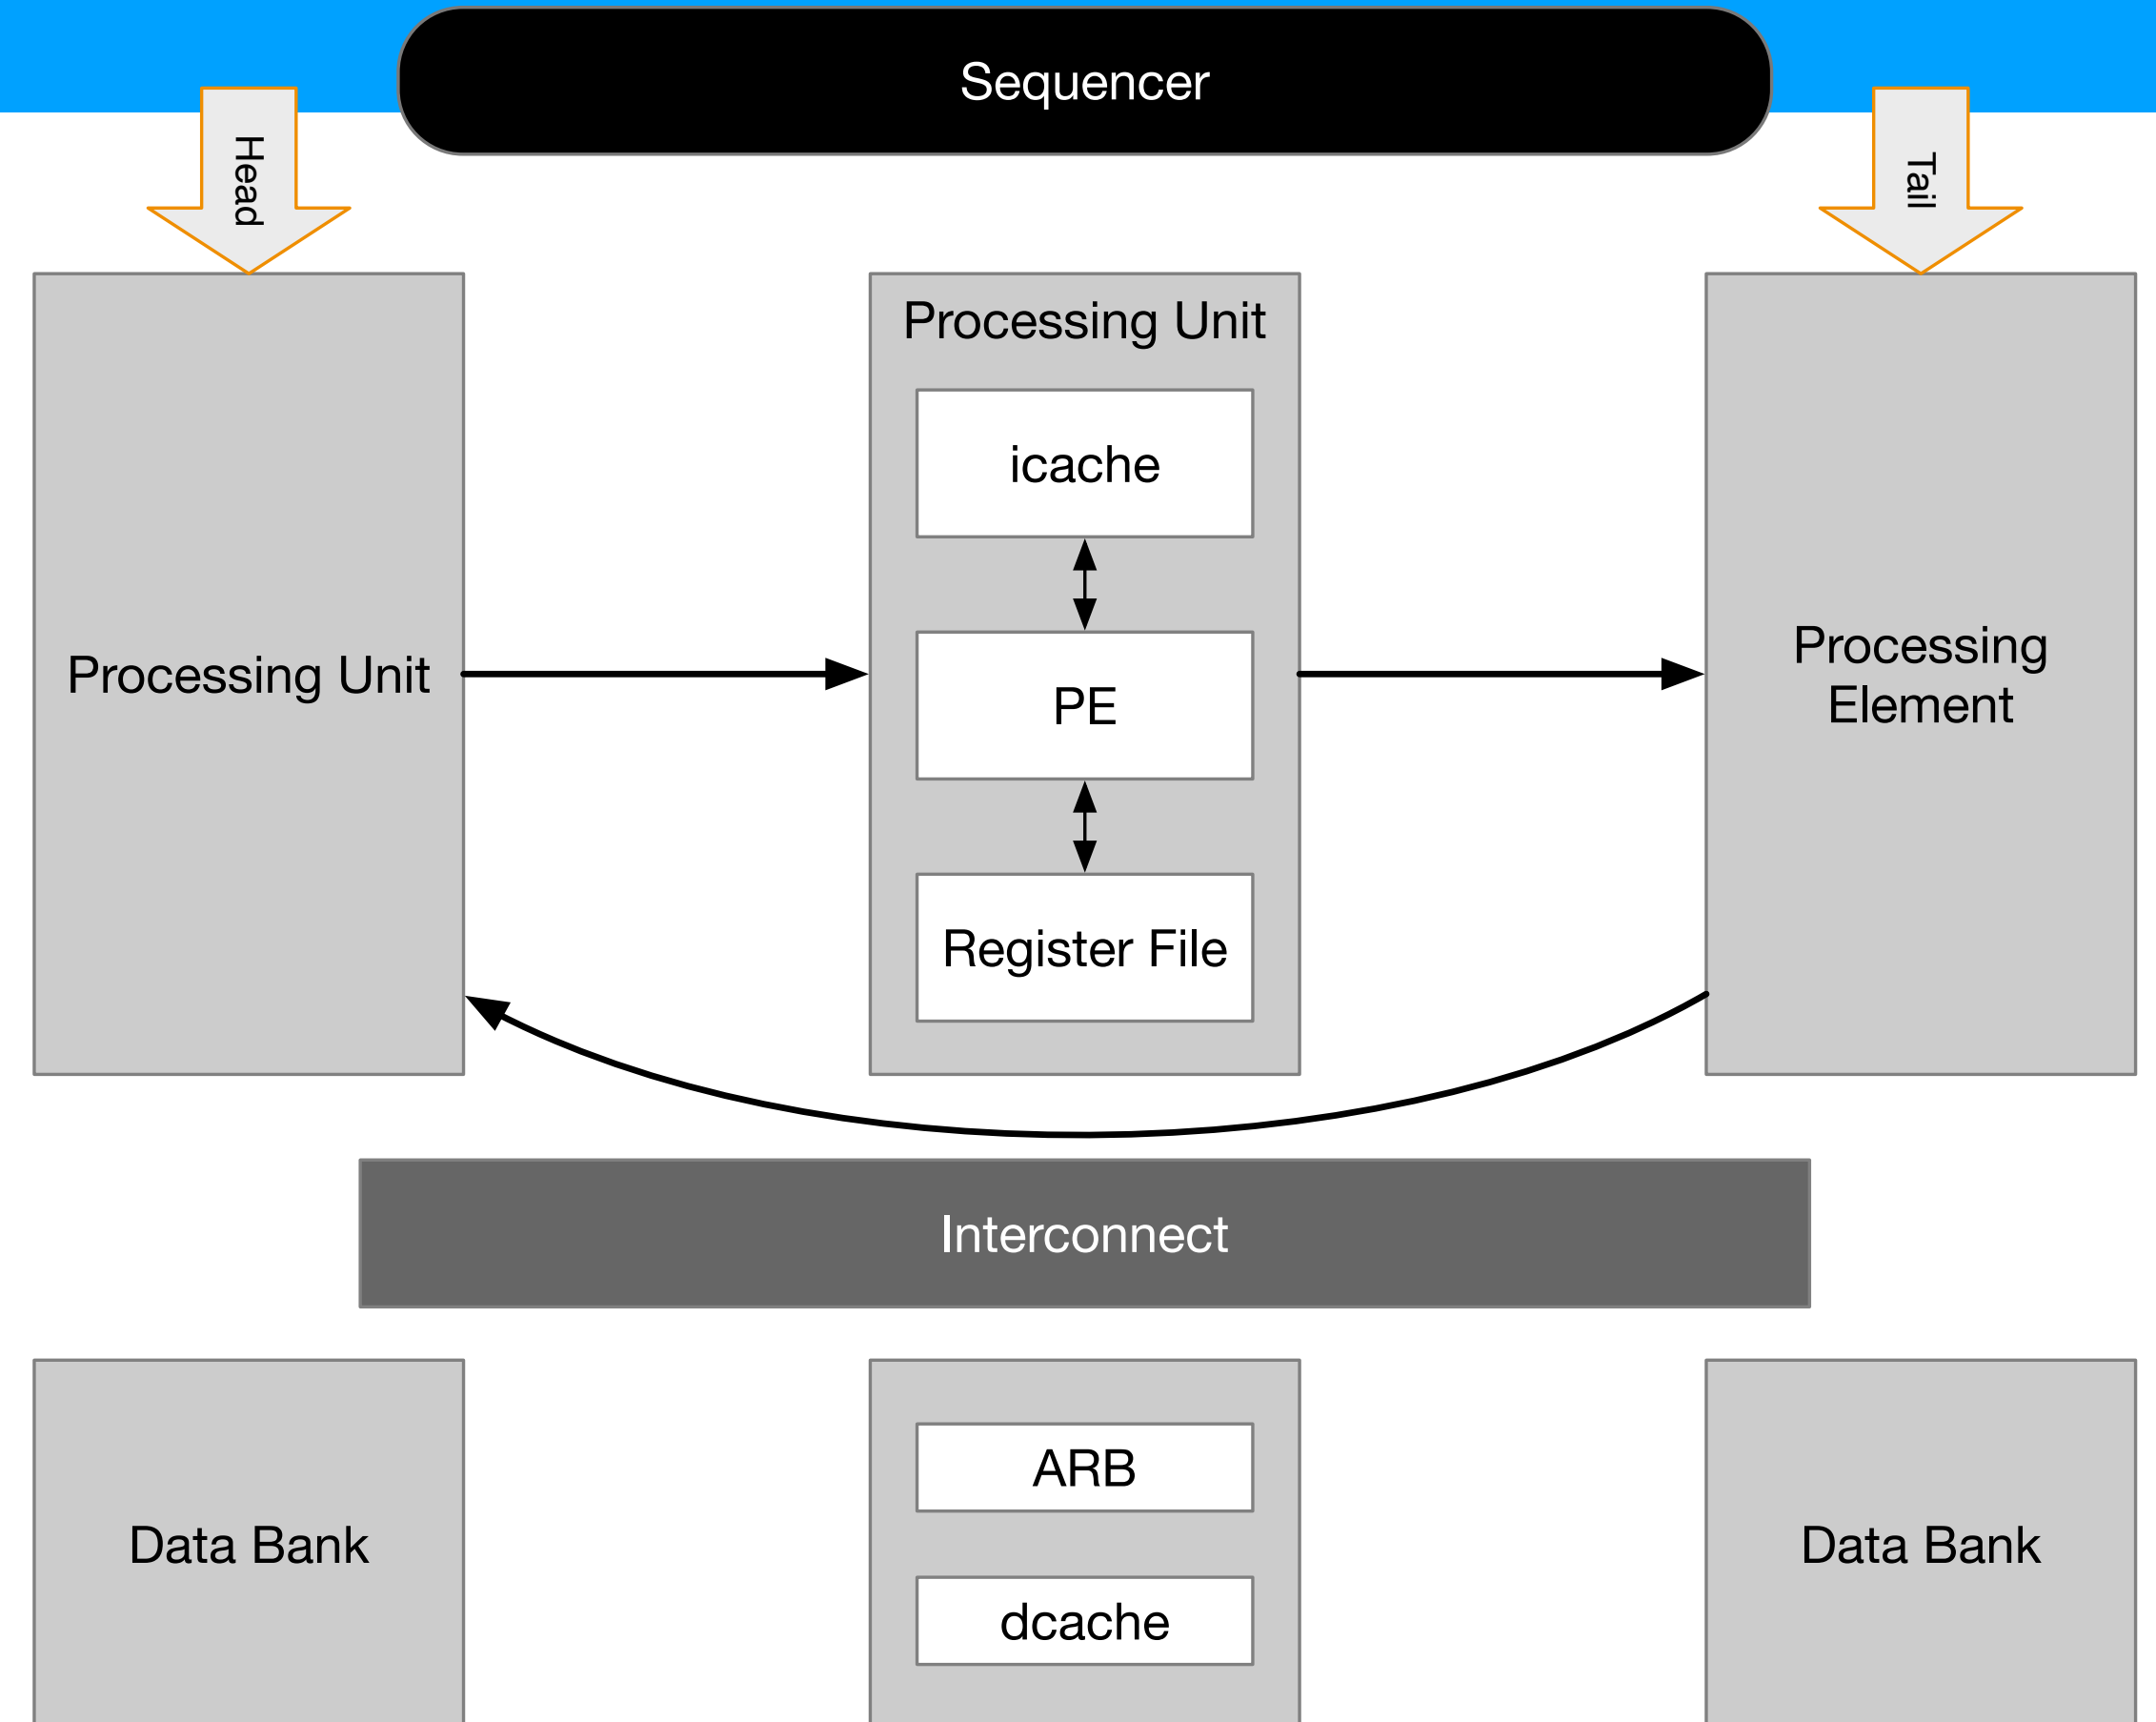 Sequencer
Head
Tail
Processing Unit
icache
Processing Unit
PE
Processing
Element
Register File
Interconnect
ARB
Data Bank
Data Bank
dcache